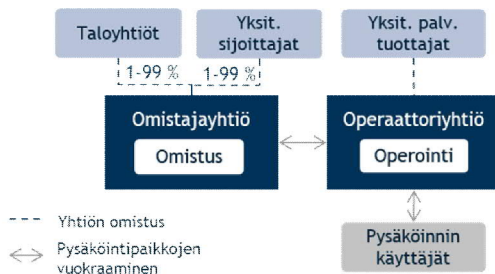 Taloyhtiöt
Yksit.
sijoittajat
Yksit. palv.
tuottajat
1-99 %
1-99 %
Omistajayhtiö
Omistus
Operaattoriyhtiö
Operointi
Yhtiön omistus
Pysäköintipaikkojen
vuokraaminen
Pysäköinnin
käyttäjät